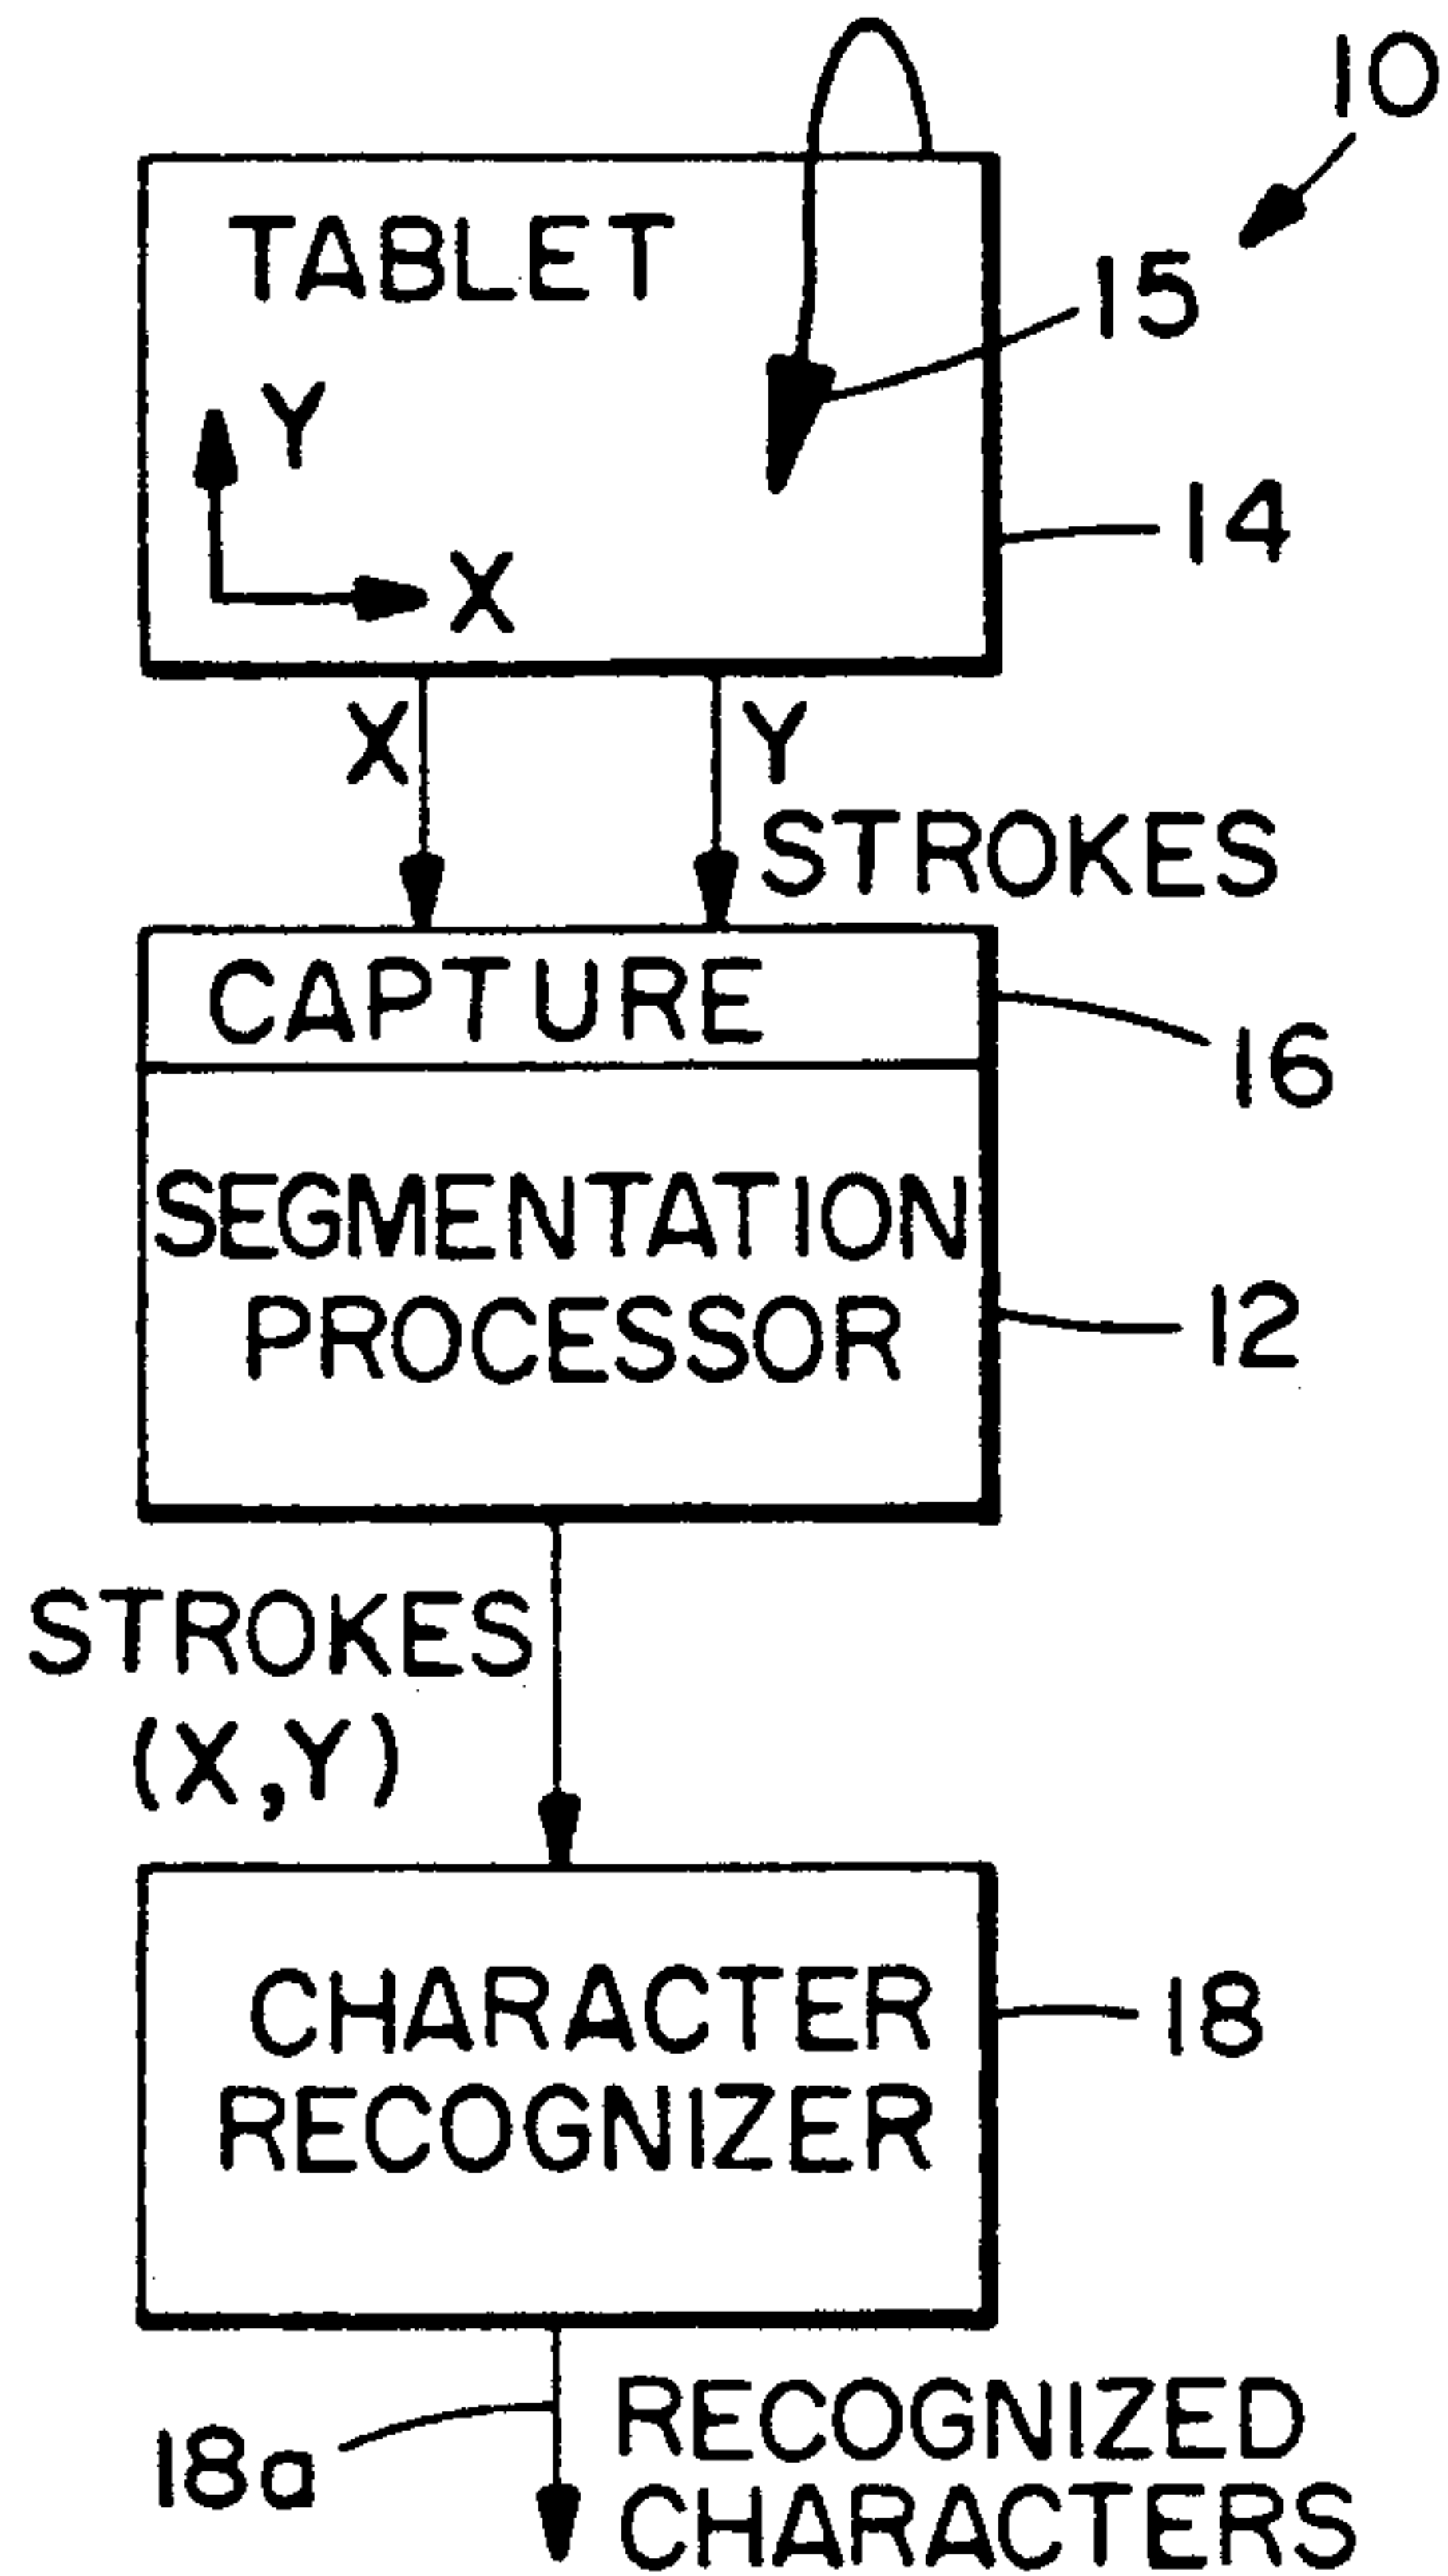 10
TABLET
15
Y
14
X
X
Y
STROKES
CAPTURE
16
SEGMENTATION
PROCESSOR
12
STROKES
(X,Y)
CHARACTER
RECOGNIZER
18
18a
RECOGNIZED
CHARACTERS